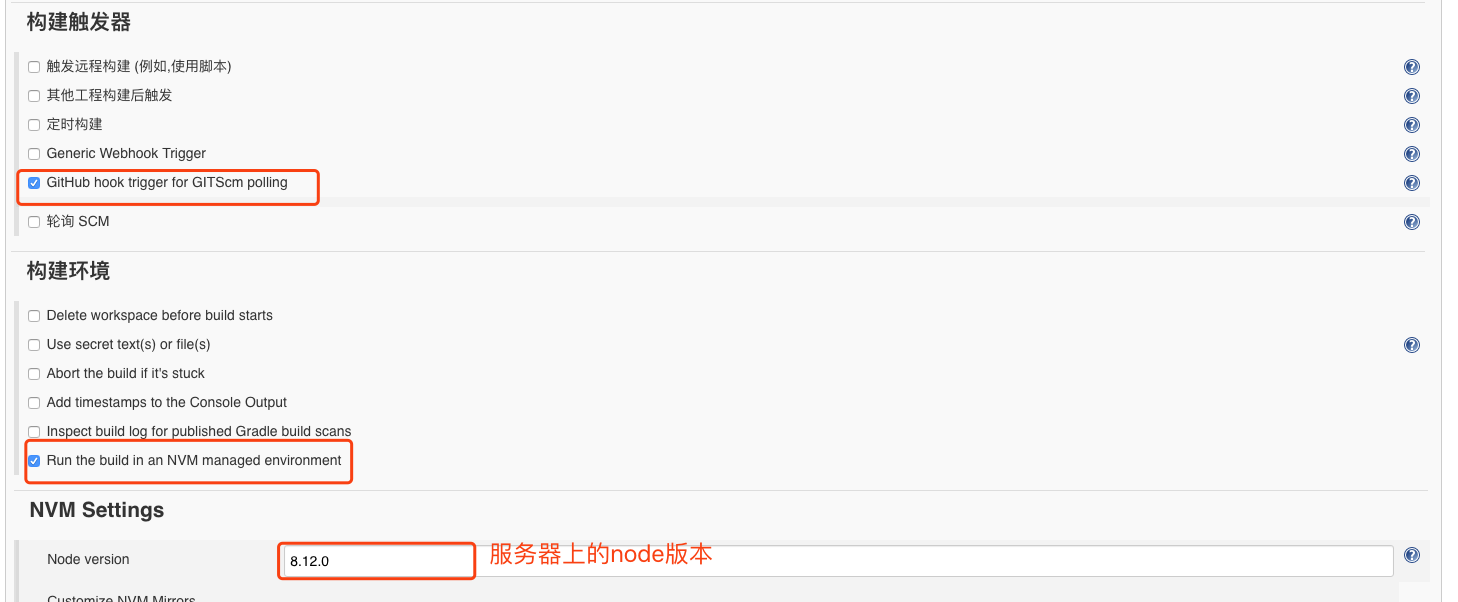 构建触发器
触发远程构建 (例如,使用脚本)
其他工程构建后触发
定时构建
Generic Webhook Trigger
GitHub hook trigger for GITScm polling
轮询 SCM
构建环境
Delete workspace before build starts
Use secret text(s) or file(s)
Abort the build if it's stuck
Add timestamps to the Console Output
Inspect build log for published Gradle build scans
Run the build in an NVM managed environment
NVM Settings
Node version 8.12.0 服务器上的node版本
Customize NVM Mirrors